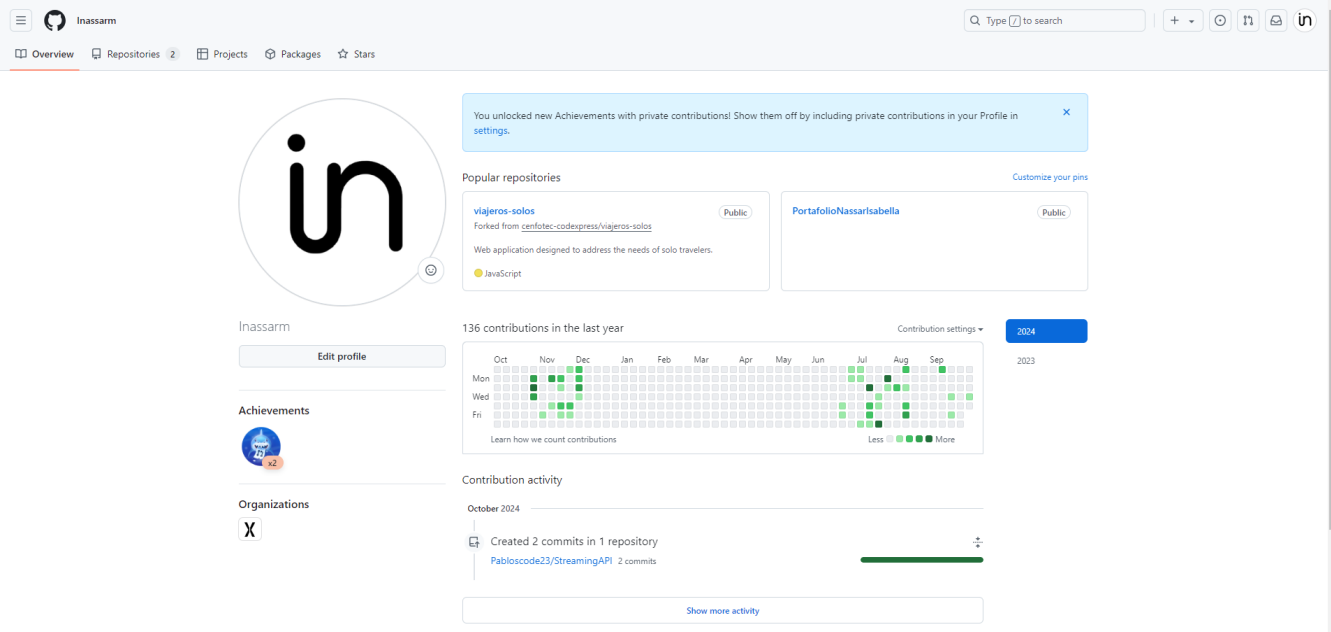 Inassarm
Type / to search
Overview
Repositories 2
Projects
Packages
Stars
in
You unlocked new Achievements with private contributions! Show them off by including private contributions in your Profile in
settings.
Popular repositories
Customize your pins
viajeros-solos
Public
Forked from cenfotec-codexpress/viajeros-solos
Web application designed to address the needs of solo travelers.
JavaScript
PortafolioNassarIsabella
Public
in
Inassarm
Edit profile
Achievements
x2
Organizations
X
136 contributions in the last year
Contribution settings
2024
2023
Oct Nov Dec Jan Feb Mar Apr May Jun Jul Aug Sep
Mon
Wed
Fri
Learn how we count contributions
Less More
Contribution activity
October 2024
Created 2 commits in 1 repository
Pabloscode23/StreamingAPI 2 commits
Show more activity